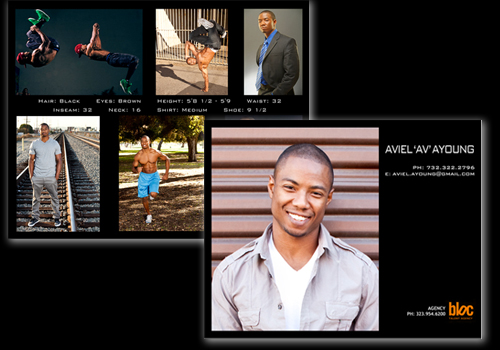 Hair: Black Eyes: Brown Height: 5'8 1/2 - 5'9 Waist: 32
Inseam: 32 Neck: 16 Shirt: Medium Shoe: 9 1/2
AVIEL 'AV' AYOUNG
PH: 732.322.2796
E: AVIEL.AYOUNG@GMAIL.COM
AGENCY
PH: 323.954.6200
bloc
TALENT AGENCY